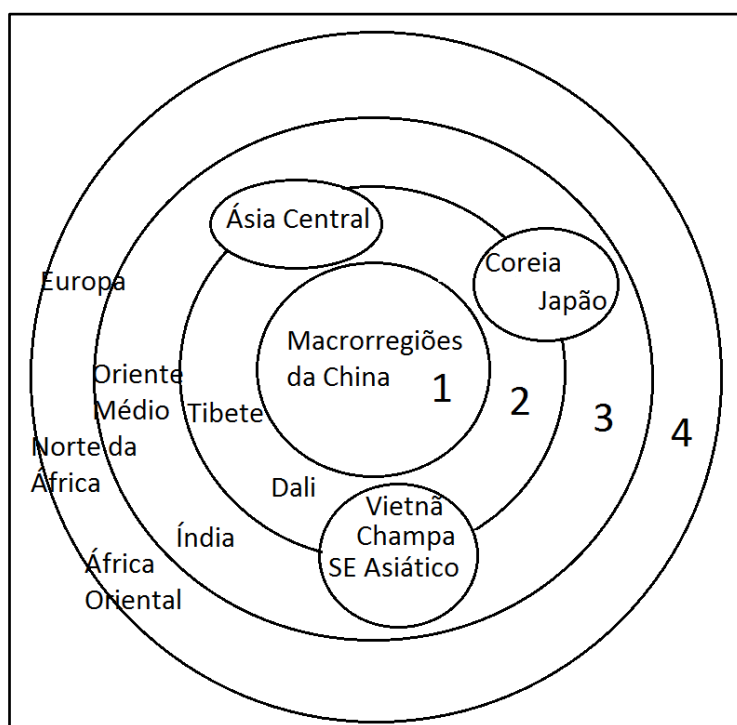 Ásia Central
Coreia
Japão
Europa
Macrorregiões
da China
1
2
3
4
Oriente
Médio
Tibete
Norte da
África
Dali
Vietnã
Champa
SE Asiático
Índia
África
Oriental